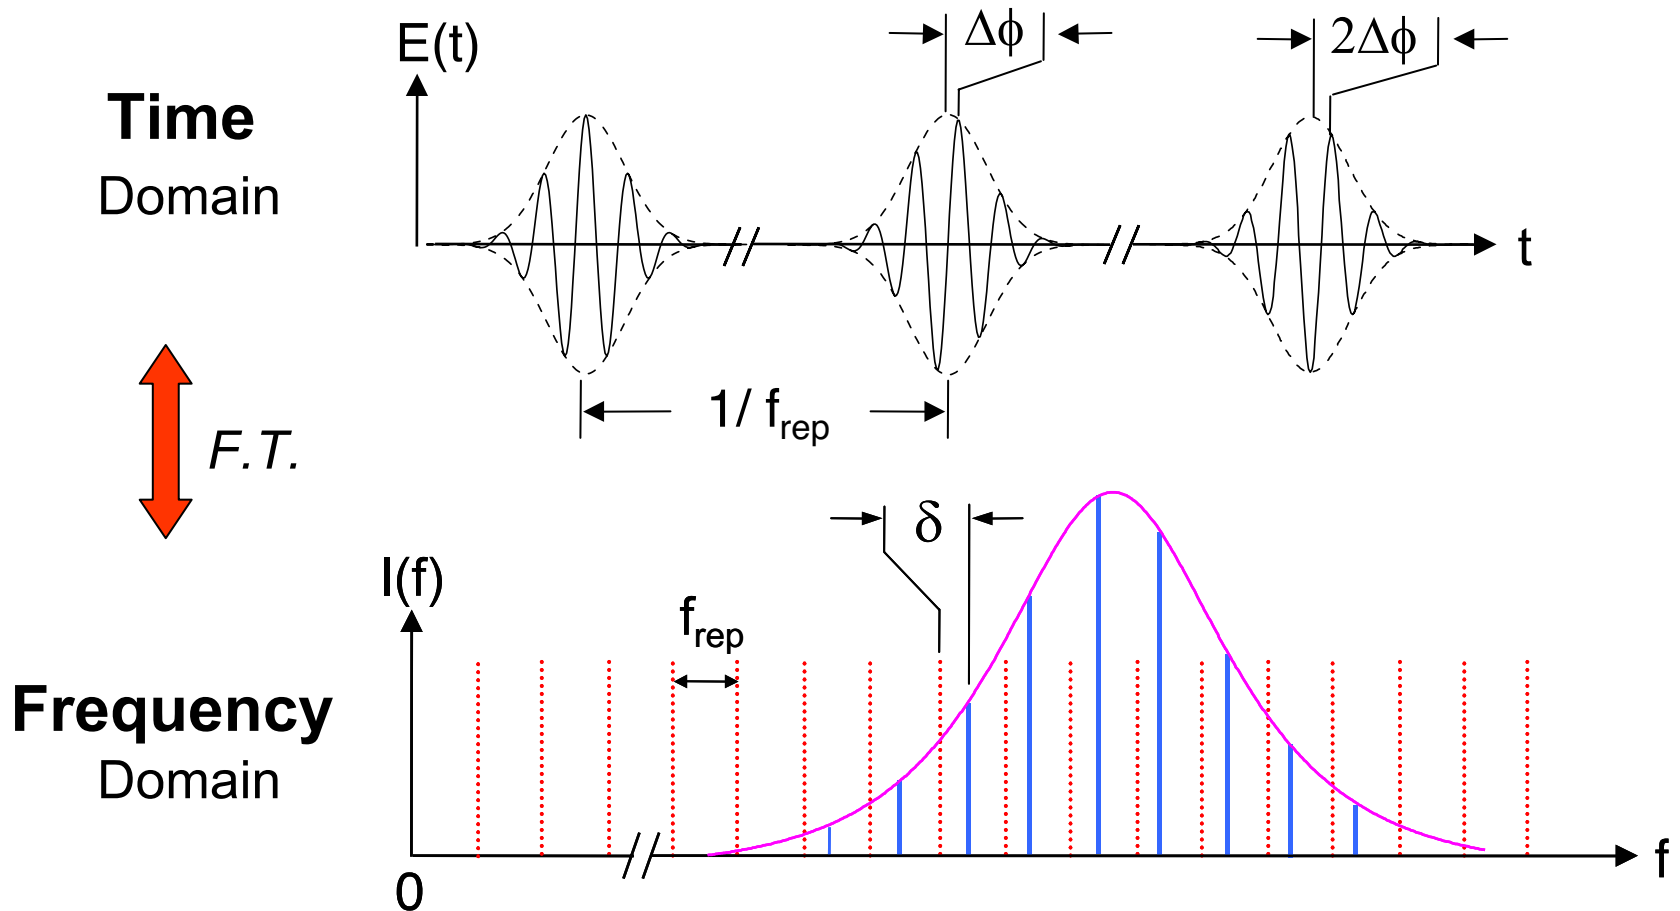 E(t)
Δϕ
2Δϕ
Time
Domain
t
1/ f_rep
F.T.
δ
I(f)
f_rep
Frequency
Domain
0
f